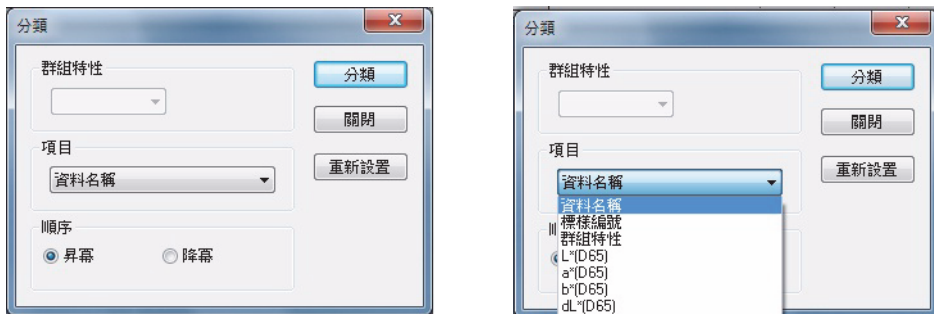 分類
群組特性
分類
關閉
項目
重新設置
資料名稱
順序
昇冪
降冪
分類
群組特性
分類
關閉
項目
重新設置
資料名稱
資料名稱
標樣編號
群組特性
L*(D65)
a*(D65)
b*(D65)
dL*(D65)